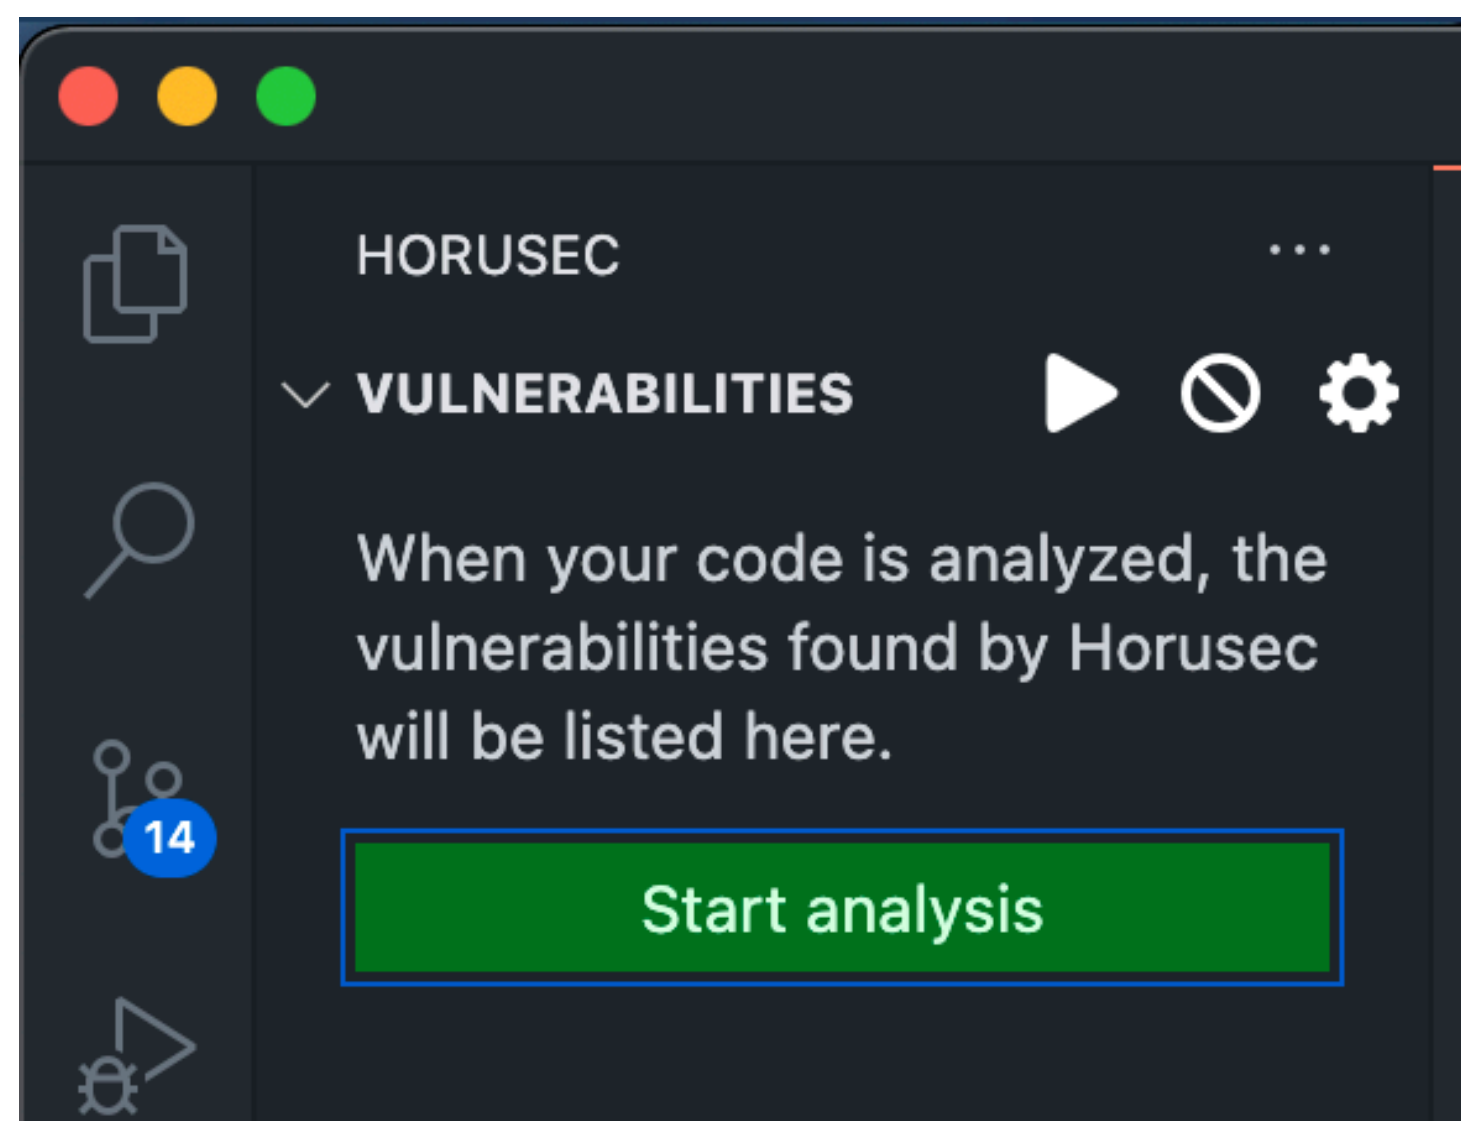 HORUSEC
VULNERABILITIES
When your code is analyzed, the
vulnerabilities found by Horusec
will be listed here.
14
Start analysis